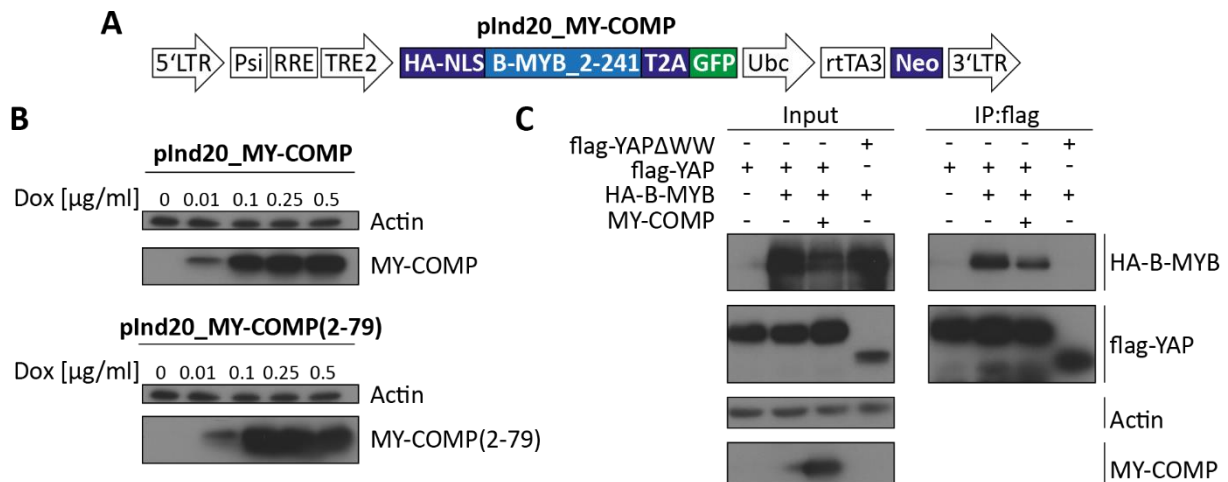 A
pInd20_MY-COMP
5‘LTR Psi RRE TRE2 HA-NLS B-MYB_2-241 T2A GFP Ubc rtTA3 Neo 3‘LTR
B
pInd20_MY-COMP
Dox [µg/ml] 0 0.01 0.1 0.25 0.5
Actin
MY-COMP
pInd20_MY-COMP(2-79)
Dox [µg/ml] 0 0.01 0.1 0.25 0.5
Actin
MY-COMP(2-79)
C
Input IP:flag
flag-YAPΔWW - - - + - - - +
flag-YAP + + + - + + + -
HA-B-MYB - + + + - + + +
MY-COMP - - + - - - + -
HA-B-MYB
flag-YAP
Actin
MY-COMP